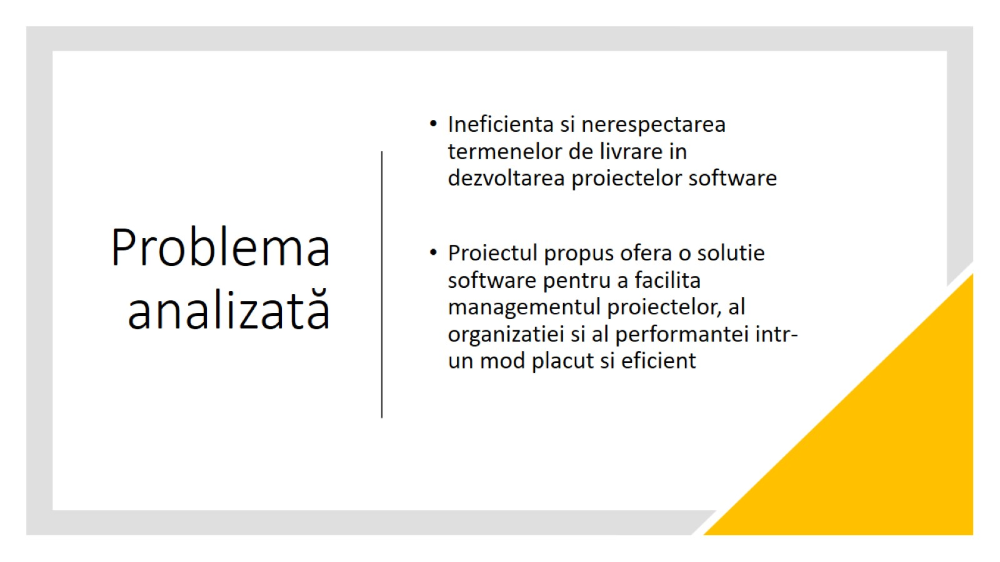 Problema
analizată
• Ineficienta si nerespectarea
termenelor de livrare in
dezvoltarea proiectelor software
• Proiectul propus ofera o solutie
software pentru a facilita
managementul proiectelor, al
organizatiei si al performantei intr-
un mod placut si eficient